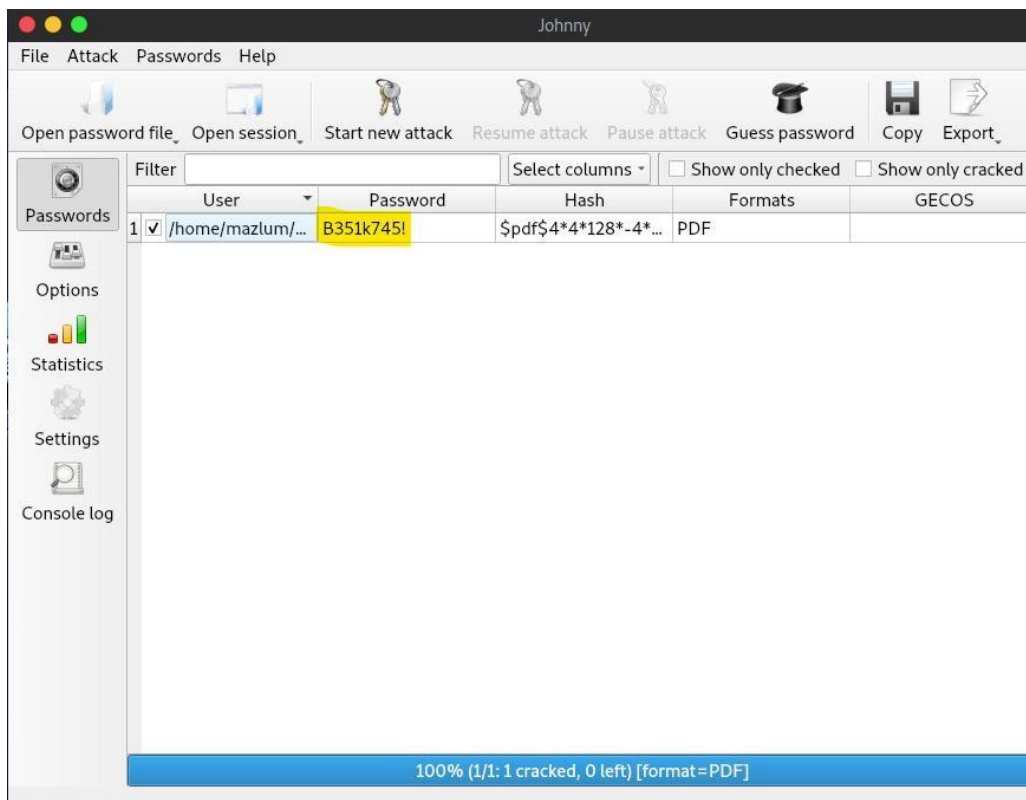 Johnny
File Attack Passwords Help
Open password file Open session Start new attack Resume attack Pause attack Guess password Copy Export
Passwords
Options
Statistics
Settings
Console log
Filter Select columns Show only checked Show only cracked
User Password Hash Formats GECOS
1 /home/mazlum/... B351k745! $pdf$4*4*128*-4*... PDF
100% (1/1: 1 cracked, 0 left) [format=PDF]